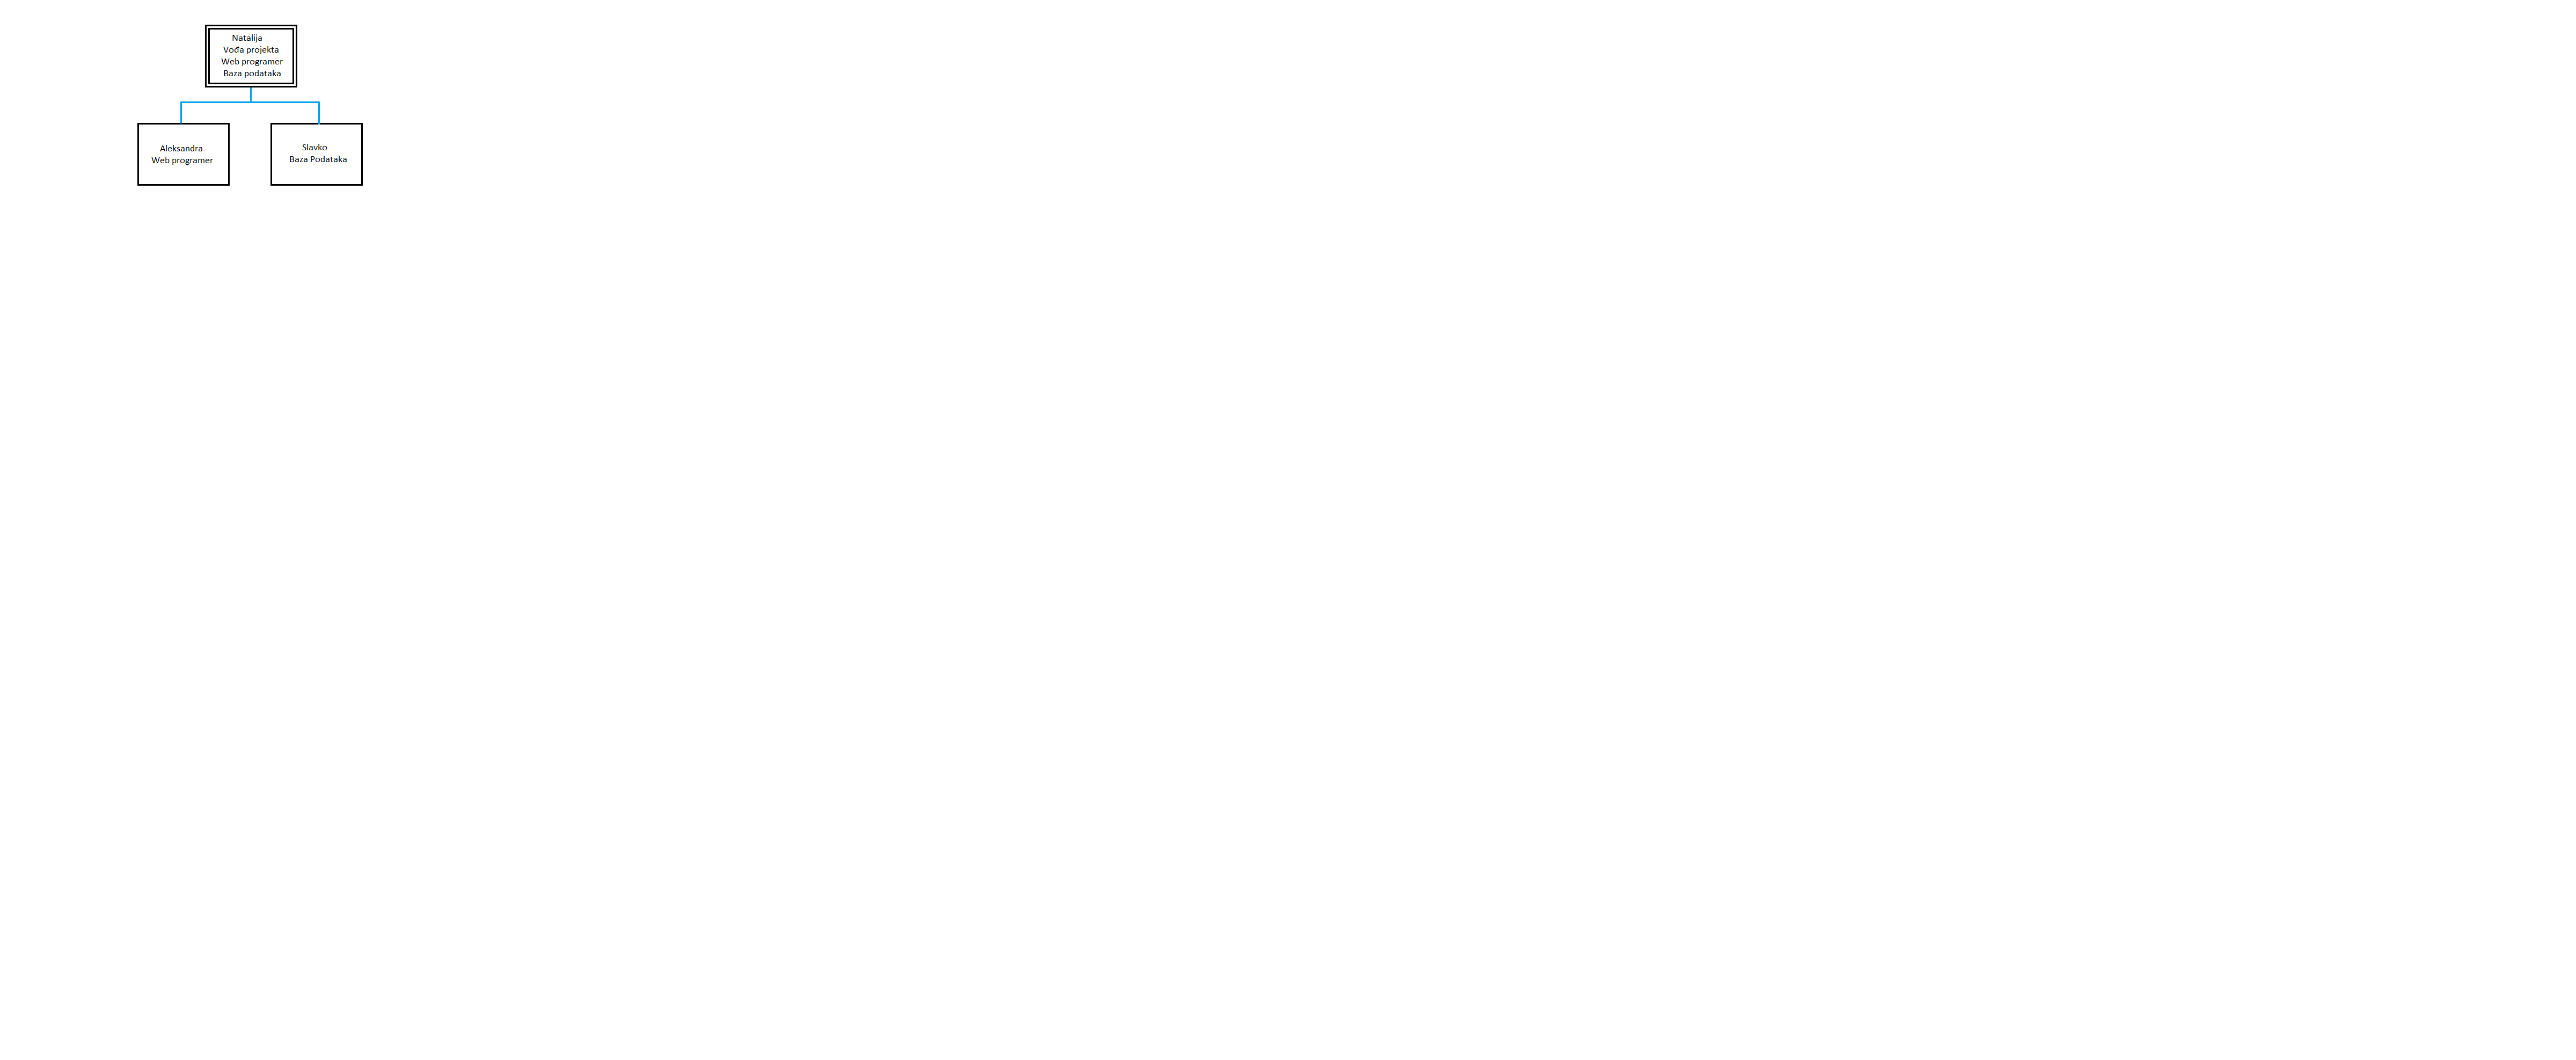 Natalija
Vođa projekta
Web programer
Baza podataka
Aleksandra
Web programer
Slavko
Baza Podataka